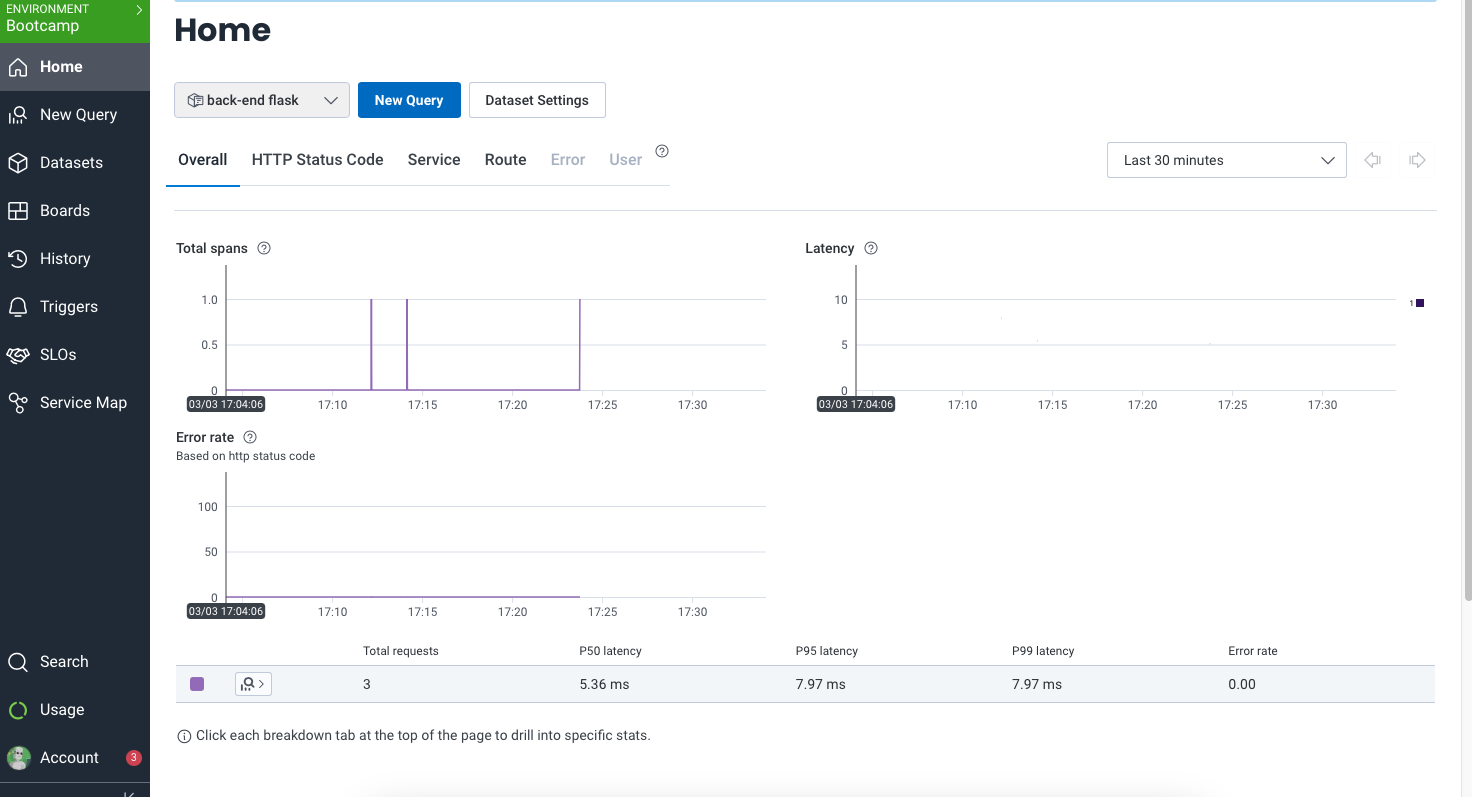 ENVIRONMENT
Bootcamp
Home
New Query
Datasets
Boards
History
Triggers
SLOs
Service Map
Search
Usage
Account 3
Home
back-end flask
New Query
Dataset Settings
Overall HTTP Status Code Service Route Error User ?
Last 30 minutes
Total spans ?
1.0
0.5
0
03/03 17:04:06 17:10 17:15 17:20 17:25 17:30
Latency ?
10
5
0
1
03/03 17:04:06 17:10 17:15 17:20 17:25 17:30
Error rate ?
Based on http status code
100
50
0
03/03 17:04:06 17:10 17:15 17:20 17:25 17:30
Total requests P50 latency P95 latency P99 latency Error rate
3 5.36 ms 7.97 ms 7.97 ms 0.00
Click each breakdown tab at the top of the page to drill into specific stats.